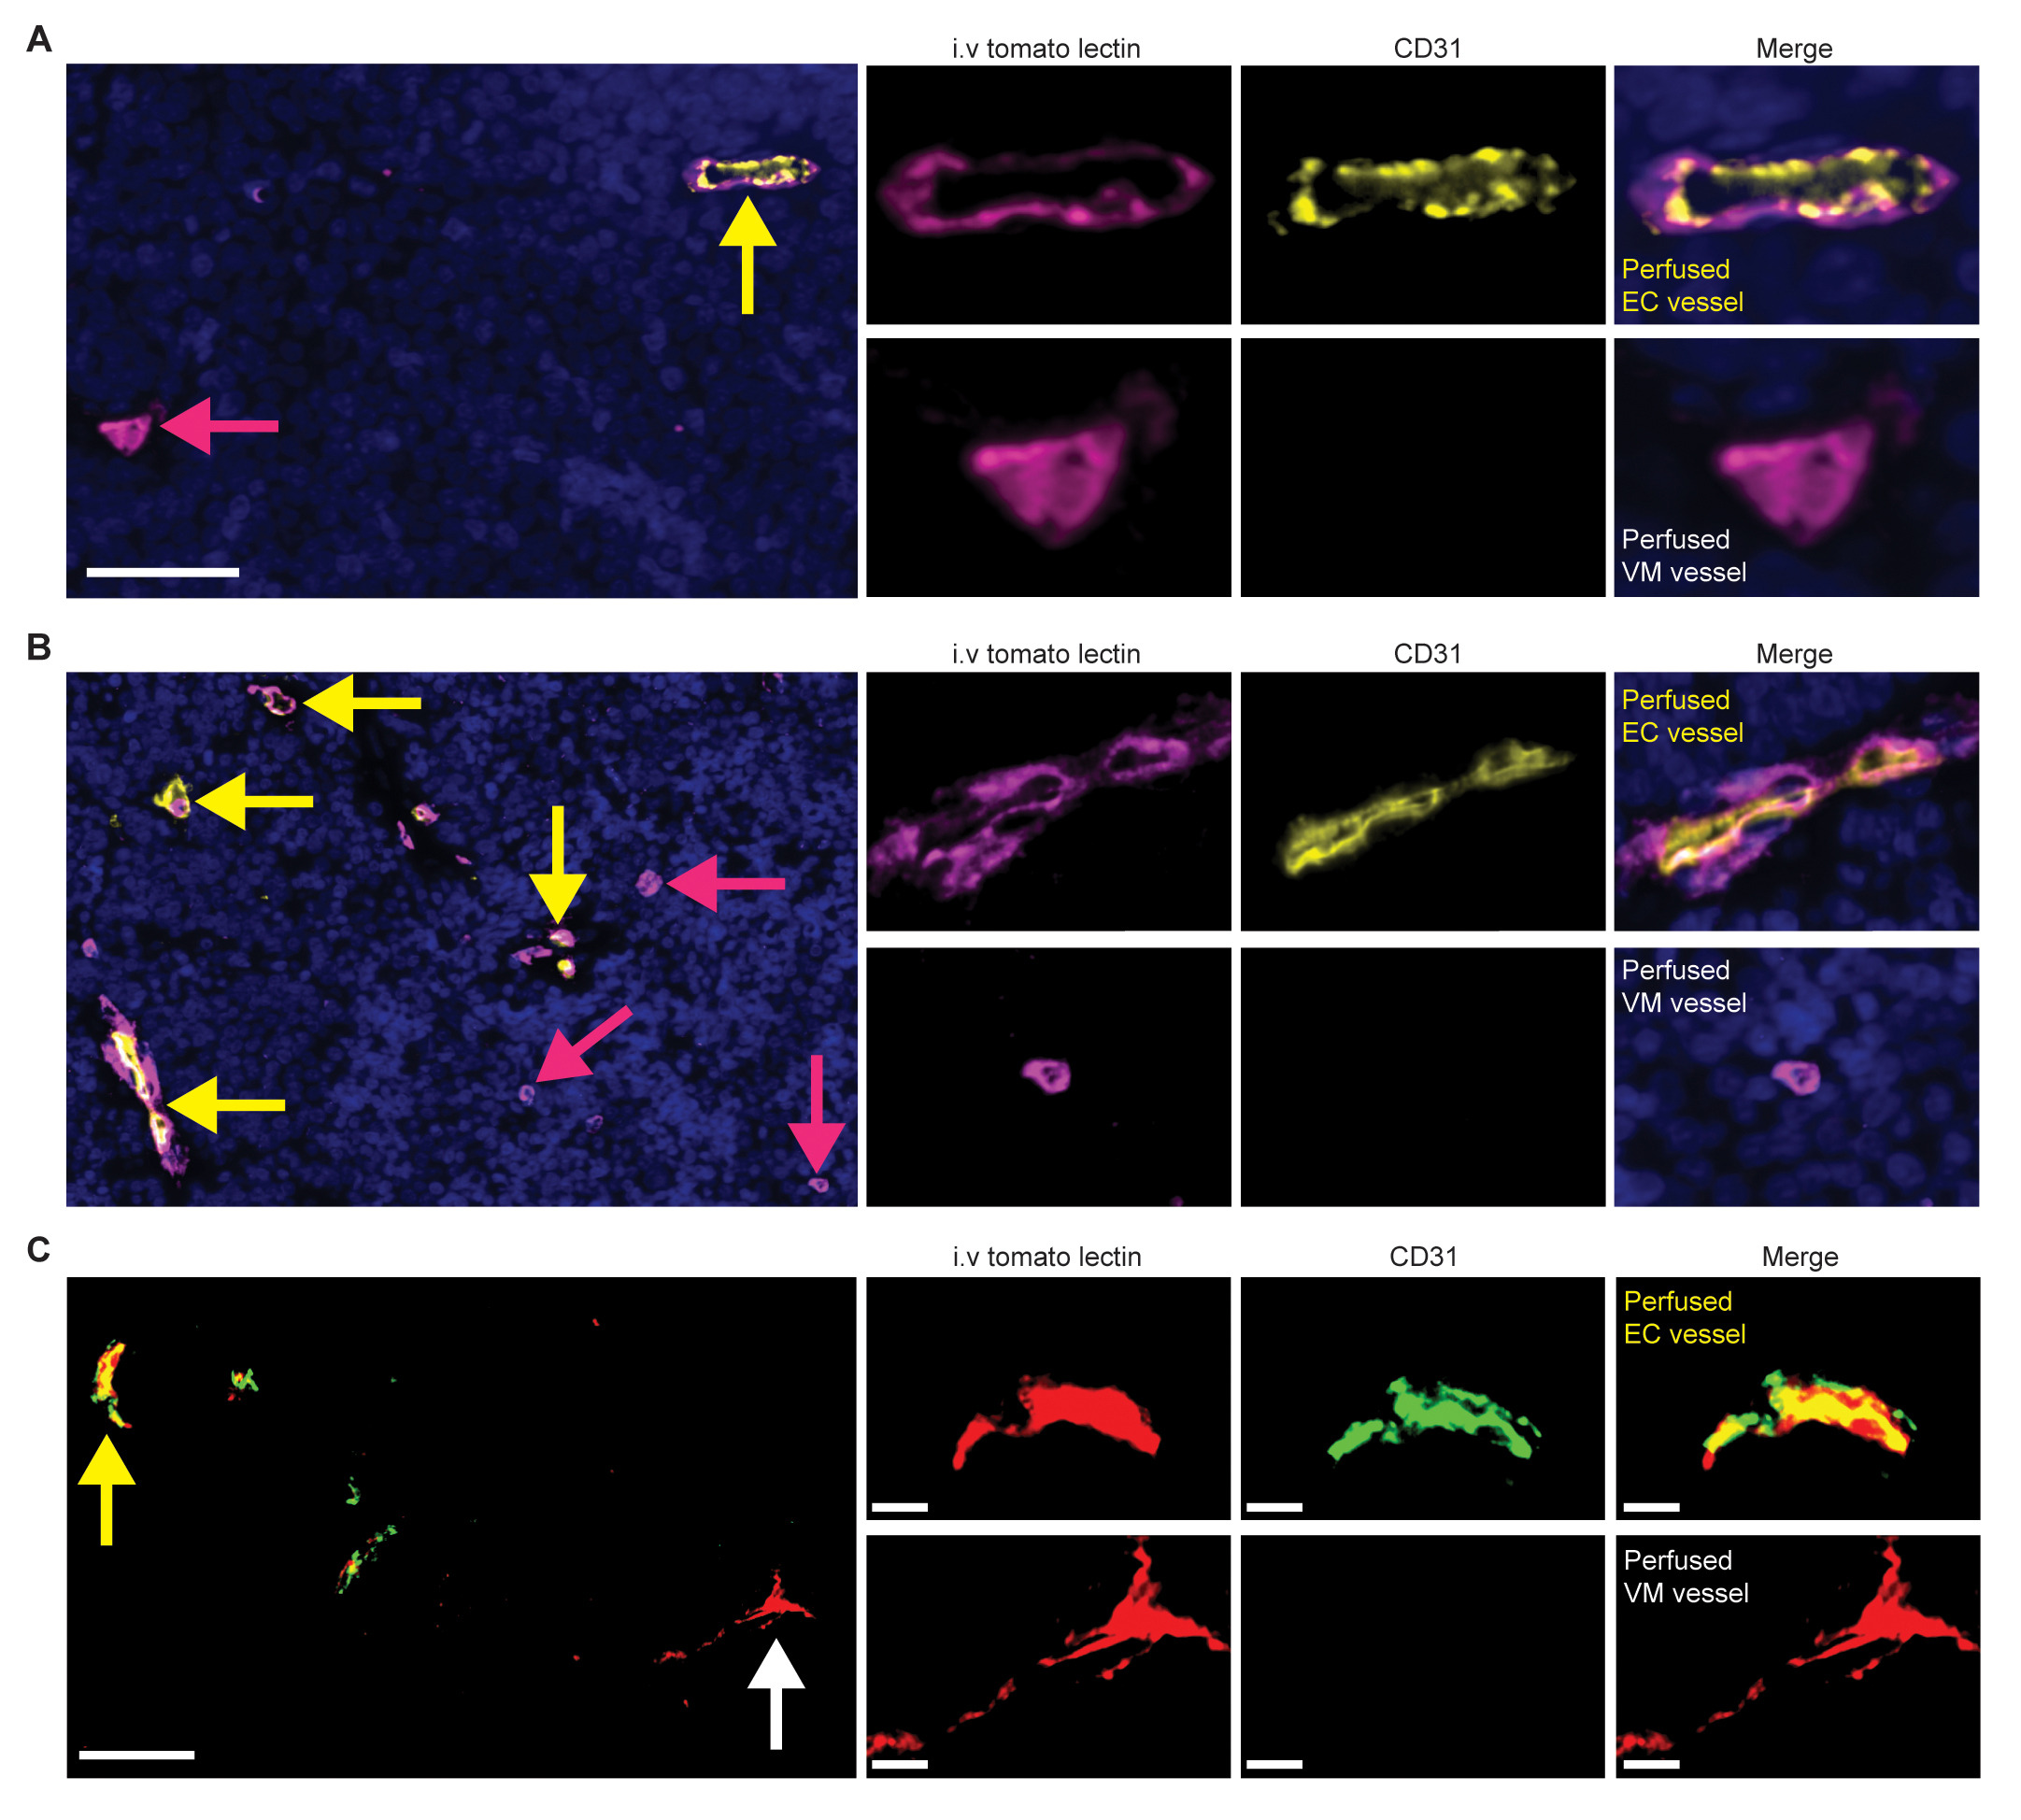 A
i.v tomato lectin
CD31
Merge
Perfused
EC vessel
Perfused
VM vessel
B
i.v tomato lectin
CD31
Merge
Perfused
EC vessel
Perfused
VM vessel
C
i.v tomato lectin
CD31
Merge
Perfused
EC vessel
Perfused
VM vessel